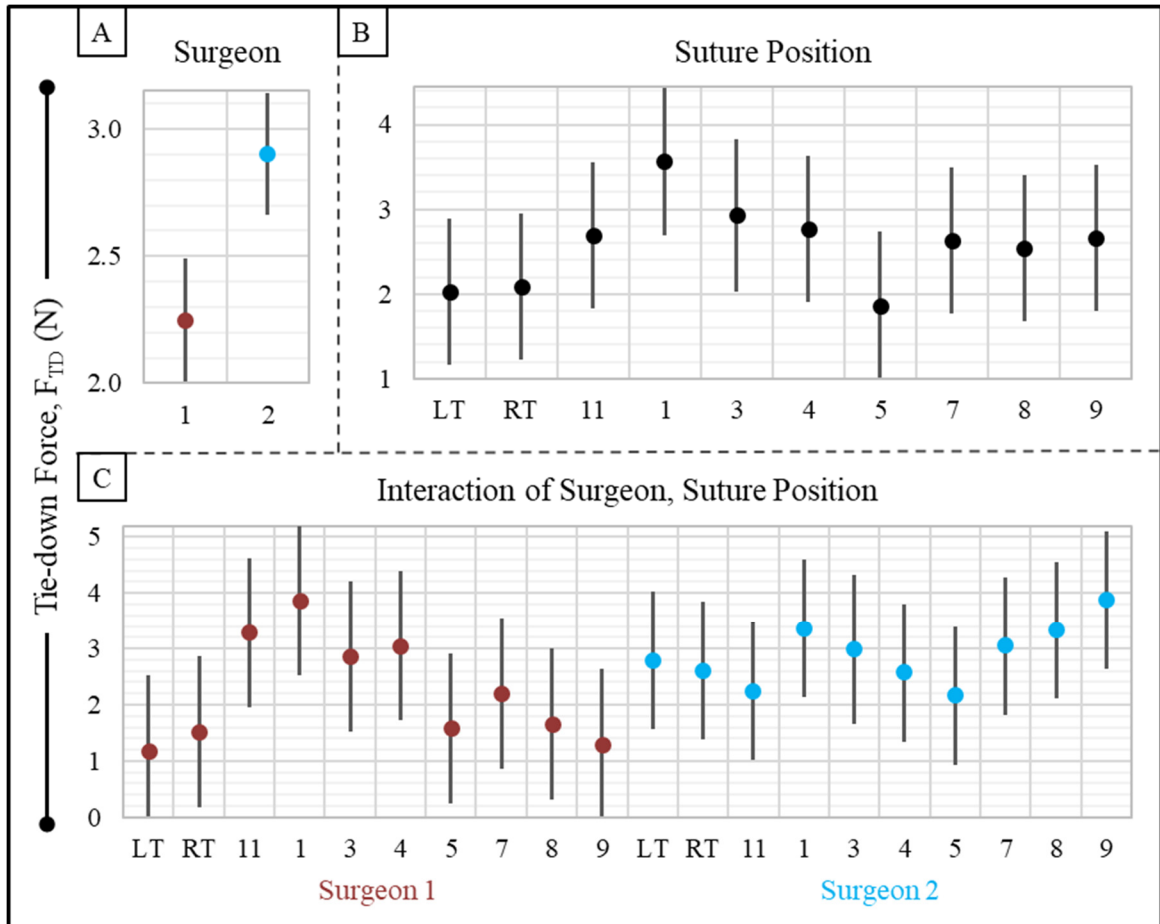 A
Surgeon
3.0
2.5
2.0
1 2
B
Suture Position
4
3
2
1
LT RT 11 1 3 4 5 7 8 9
Tie-down Force, F_TD (N)
C
Interaction of Surgeon, Suture Position
5
4
3
2
1
0
LT RT 11 1 3 4 5 7 8 9 LT RT 11 1 3 4 5 7 8 9
Surgeon 1 Surgeon 2